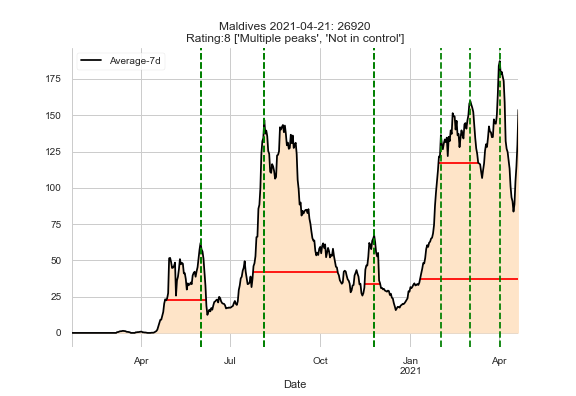 Maldives 2021-04-21: 26920
Rating:8 ['Multiple peaks', 'Not in control']
Average-7d
175
150
125
100
75
50
25
0
Apr Jul Oct Jan Apr
2021
Date